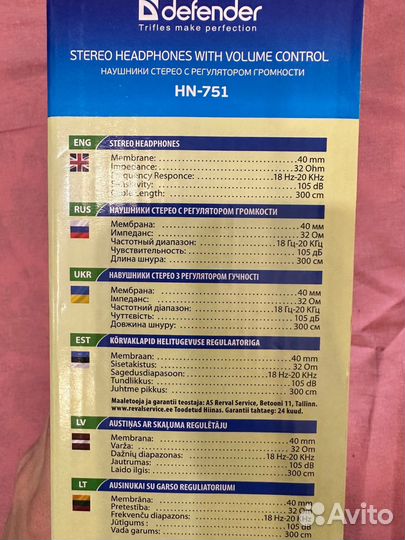 defender
Trifles make perfection
STEREO HEADPHONES WITH VOLUME CONTROL
НАУШНИКИ СТЕРЕО С РЕГУЛЯТОРОМ ГРОМКОСТИ
HN-751
ENG STEREO HEADPHONES
Membrane: 40 mm
Impedance: 32 Ohm
Frequency Responce: 18 Hz-20 KHz
Sensitivity: 105 dB
Cable Length: 300 cm
RUS НАУШНИКИ СТЕРЕО С РЕГУЛЯТОРОМ ГРОМКОСТИ
Мембрана: 40 мм
Импеданс: 32 Ом
Частотный диапазон: 18 Гц-20 КГц
Чувствительность: 105 дБ
Длина шнура: 300 см
UKR НАВУШНИКИ СТЕРЕО З РЕГУЛЯТОРОМ ГУЧНОСТІ
Мембрана: 40 мм
Імпеданс: 32 Ом
Частотний діапазон: 18 Гц-20 КГц
Чуттєвість: 105 дБ
Довжина шнуру: 300 см
EST KÕRVAKLAPID HELITUGEVUSE REGULAATORIGA
Membraan: 40 mm
Sisetakistus: 32 Om
Sagedusdiapasoon: 18 Hz-20 KHz
Tundlikkus: 105 dB
Juhtme pikkus: 300 cm
Maaletooja ja garantii teostaja: AS Rerval Service, Betooni 11, Tallinn.
www.revalservice.ee Toodetud Hiinas. Garantii tahtaeg: 24 kuud.
LV AUSTIŅAS AR SKAĻUMA REGULĒTĀJU
Membrana: 40 mm
Varža: 32 Om
Dažnių diapazonas: 18 Hz-20 KHz
Jautrumas: 105 dB
Laido ilgis: 300 cm
LT AUSINUKAI SU GARSO REGULIATORIUMI
Membrāna: 40 mm
Pretestība: 32 Om
Frekvenču diapazons: 18 Hz-20 KHz
Jūtīgums: 105 dB
Vada garums: 300 cm
Avito